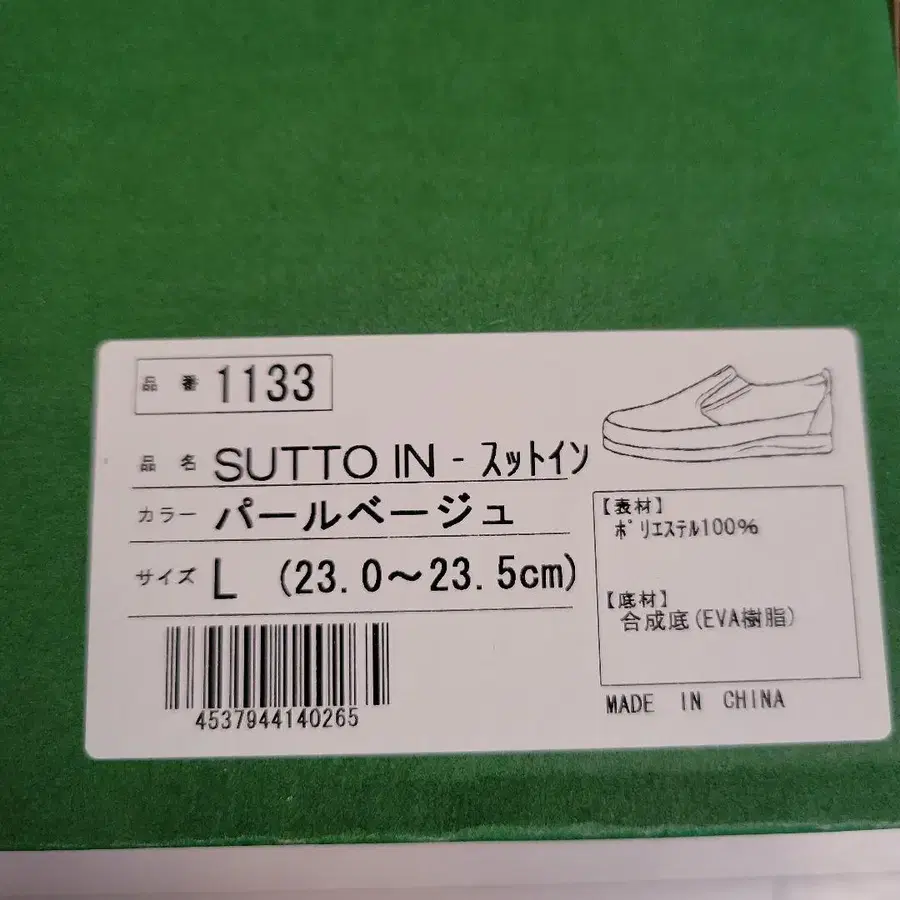 品番 1133
品名 SUTTO IN - スットイン
カラー パールベージュ
サイズ L (23.0～23.5cm)
4537944140265
【表材】
ポリエステル100%
【底材】
合成底(EVA樹脂)
MADE IN CHINA